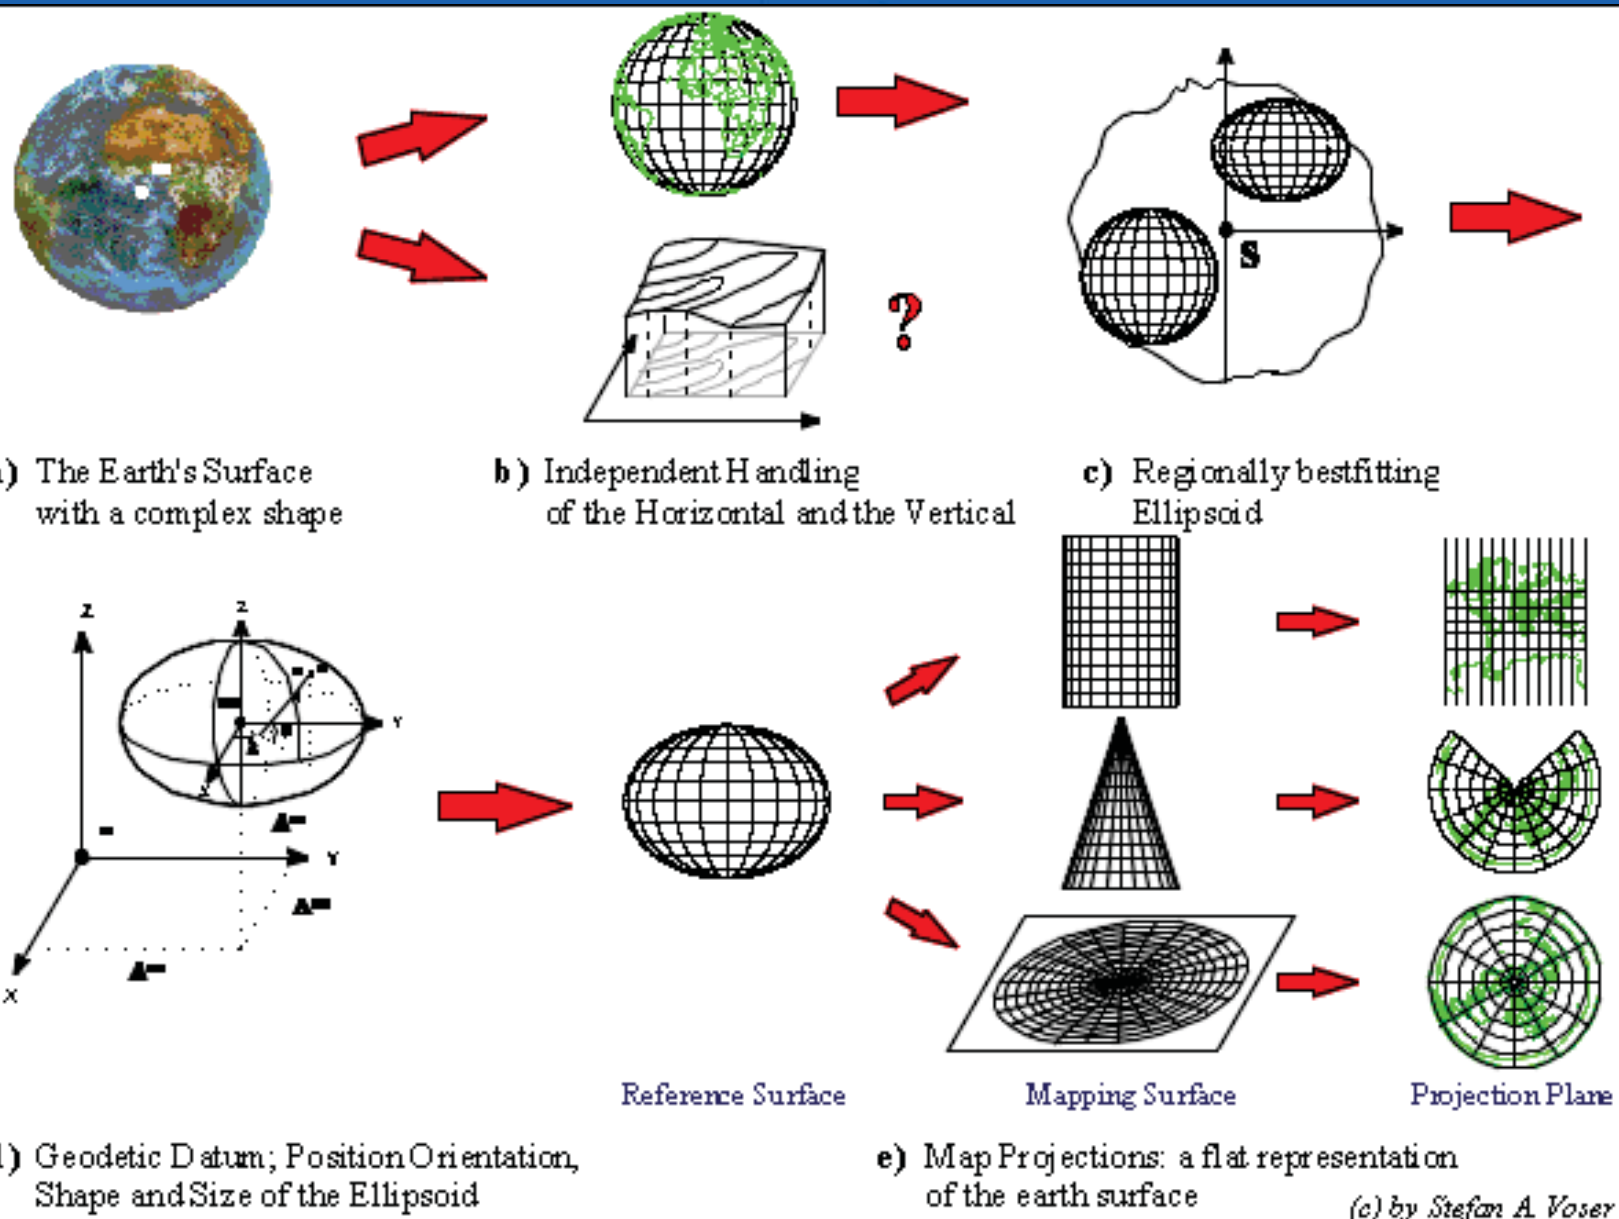 ?
S
) The Earth's Surface
with a complex shape
b) Independent Handling
of the Horizontal and the Vertical
c) Regionally bestfitting
Ellipsoid
Z
Z
Y
X
Y
X
Δ
Δ
Δ
Reference Surface
Mapping Surface
Projection Plane
) Geodetic Datum; Position Orientation,
Shape and Size of the Ellipsoid
e) Map Projections: a flat representation
of the earth surface
(c) by Stefan A. Voser